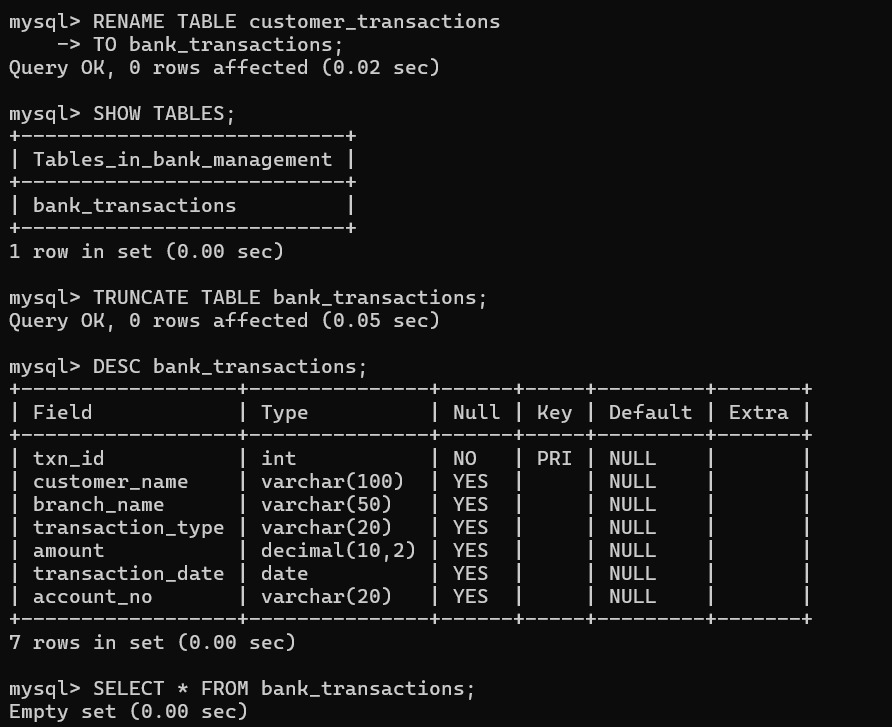 mysql> RENAME TABLE customer_transactions
    -> TO bank_transactions;
Query OK, 0 rows affected (0.02 sec)

mysql> SHOW TABLES;
+---------------------------+
| Tables_in_bank_management |
+---------------------------+
| bank_transactions         |
+---------------------------+
1 row in set (0.00 sec)

mysql> TRUNCATE TABLE bank_transactions;
Query OK, 0 rows affected (0.05 sec)

mysql> DESC bank_transactions;
+------------------+---------------+------+-----+---------+-------+
| Field            | Type          | Null | Key | Default | Extra |
+------------------+---------------+------+-----+---------+-------+
| txn_id           | int           | NO   | PRI | NULL    |       |
| customer_name    | varchar(100)  | YES  |     | NULL    |       |
| branch_name      | varchar(50)   | YES  |     | NULL    |       |
| transaction_type | varchar(20)   | YES  |     | NULL    |       |
| amount           | decimal(10,2) | YES  |     | NULL    |       |
| transaction_date | date          | YES  |     | NULL    |       |
| account_no       | varchar(20)   | YES  |     | NULL    |       |
+------------------+---------------+------+-----+---------+-------+
7 rows in set (0.00 sec)

mysql> SELECT * FROM bank_transactions;
Empty set (0.00 sec)